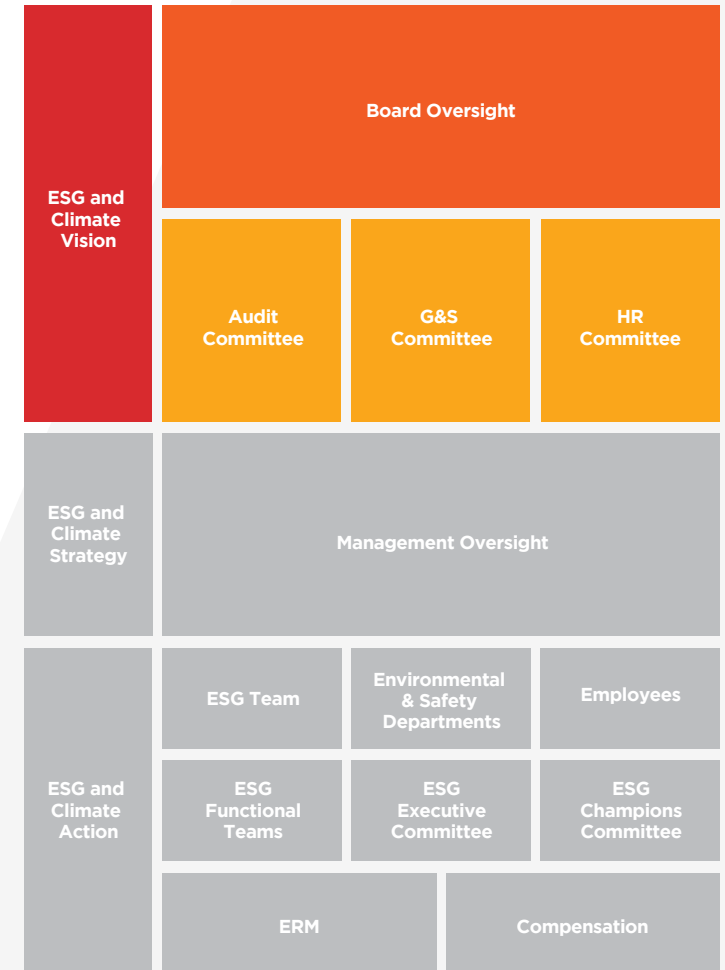 ESG and
Climate
Vision
Board Oversight
Audit
Committee
G&S
Committee
HR
Committee
ESG and
Climate
Strategy
Management Oversight
ESG and
Climate
Action
ESG Team
Environmental
& Safety
Departments
Employees
ESG
Functional
Teams
ESG
Executive
Committee
ESG
Champions
Committee
ERM
Compensation